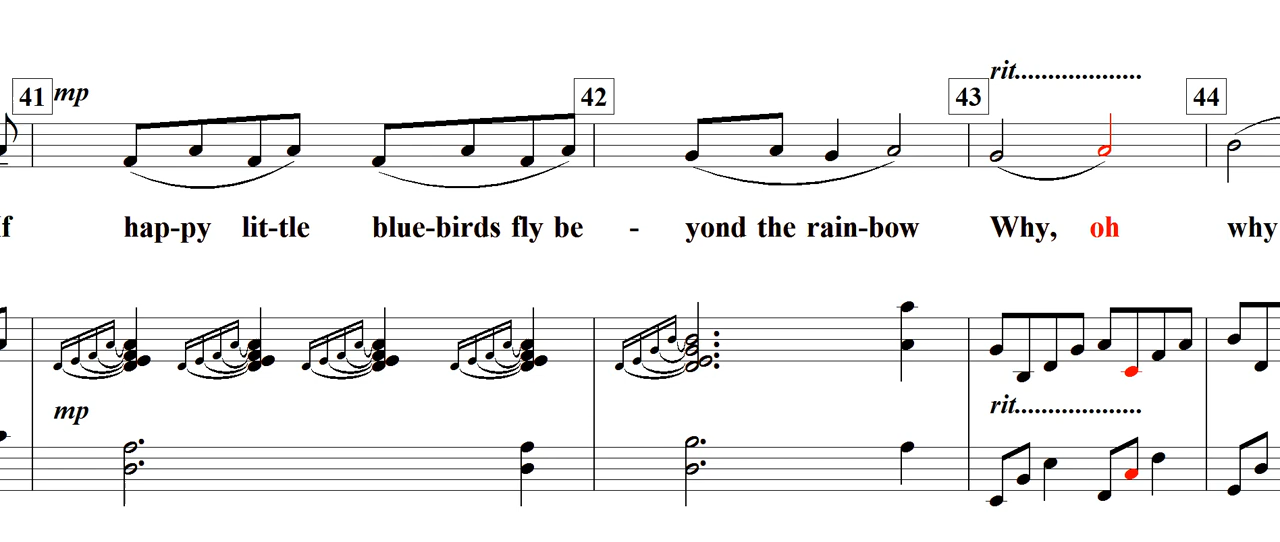 rit....................
41 mp 42 43 44
If hap-py lit-tle blue-birds fly be - yond the rain-bow Why, oh why
mp
rit....................